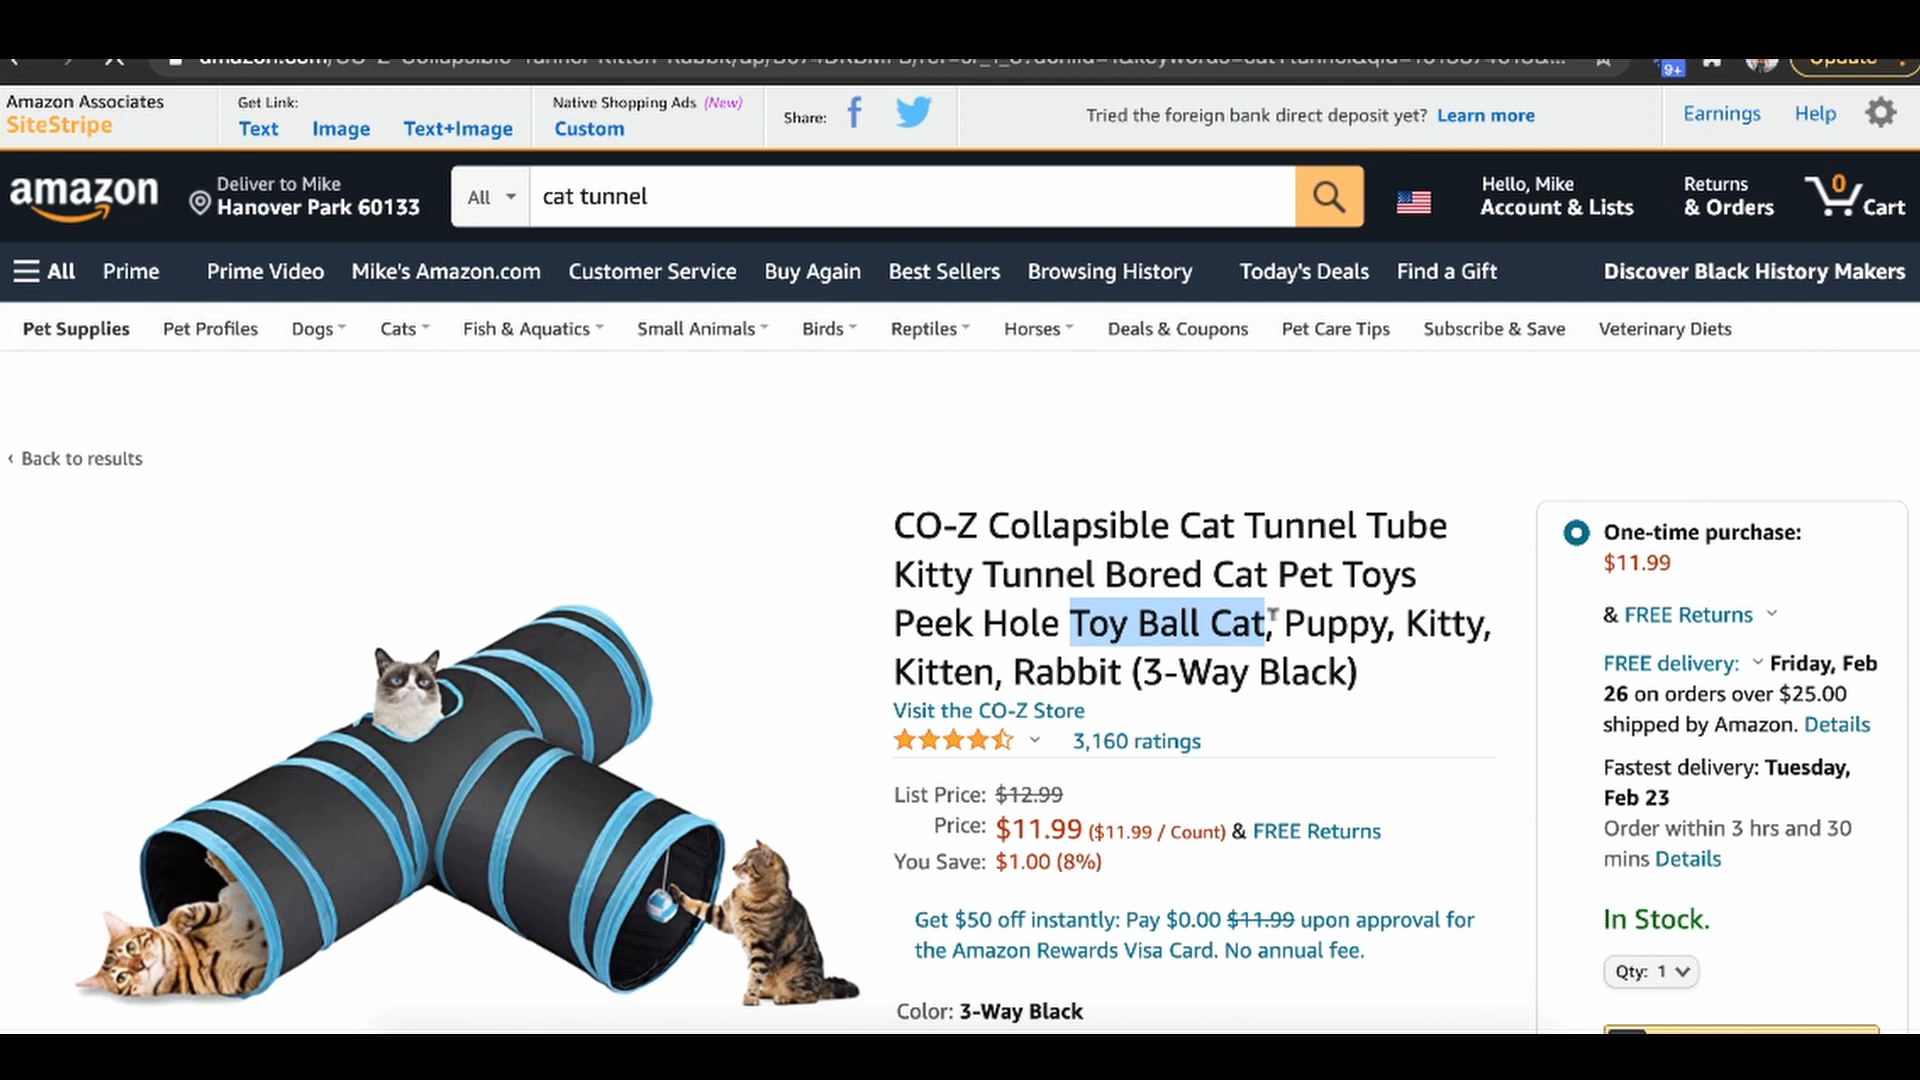 9+
Update
Amazon Associates
SiteStripe
Get Link:
Text Image Text+Image
Native Shopping Ads (New)
Custom
Share:
Tried the foreign bank direct deposit yet? Learn more
Earnings Help
amazon
Deliver to Mike
Hanover Park 60133
All
cat tunnel
Hello, Mike
Account & Lists
Returns
& Orders
0
Cart
All Prime Prime Video Mike's Amazon.com Customer Service Buy Again Best Sellers Browsing History Today's Deals Find a Gift Discover Black History Makers
Pet Supplies Pet Profiles Dogs Cats Fish & Aquatics Small Animals Birds Reptiles Horses Deals & Coupons Pet Care Tips Subscribe & Save Veterinary Diets
‹ Back to results
CO-Z Collapsible Cat Tunnel Tube
Kitty Tunnel Bored Cat Pet Toys
Peek Hole Toy Ball Cat, Puppy, Kitty,
Kitten, Rabbit (3-Way Black)
Visit the CO-Z Store
3,160 ratings
List Price: $12.99
Price: $11.99 ($11.99 / Count) & FREE Returns
You Save: $1.00 (8%)
Get $50 off instantly: Pay $0.00 $11.99 upon approval for
the Amazon Rewards Visa Card. No annual fee.
Color: 3-Way Black
One-time purchase:
$11.99
& FREE Returns
FREE delivery: Friday, Feb
26 on orders over $25.00
shipped by Amazon. Details
Fastest delivery: Tuesday,
Feb 23
Order within 3 hrs and 30
mins Details
In Stock.
Qty: 1